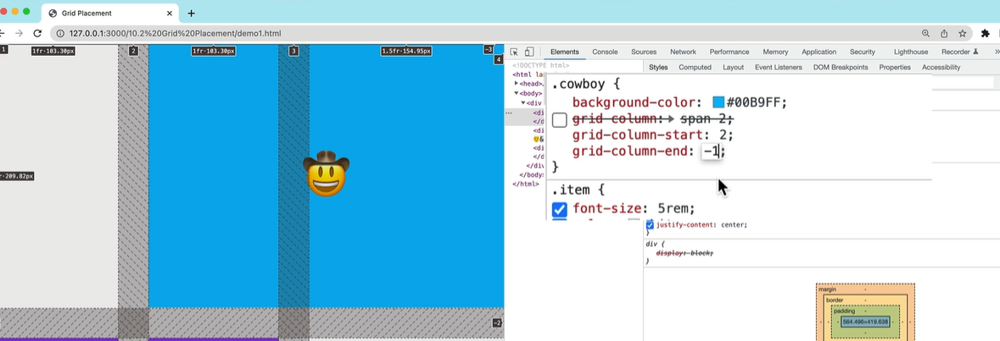 Grid Placement
127.0.0.1:3000/10.2%20Grid%20Placement/demo1.html
1
1fr·103.30px
2
1fr·103.30px
3
1.5fr·154.95px
−3
4
r·209.82px
−2
Elements Console Sources Network Performance Memory Application Security Lighthouse Recorder
Styles Computed Layout Event Listeners DOM Breakpoints Properties Accessibility
<!DOCTYPE html>
<html la
<head>
<body>
<div
<di
</d
<di
&
<di
</d
</div
</body>
</html>
.cowboy {
background-color: #00B9FF;
grid-column: span 2;
grid-column-start: 2;
grid-column-end: −1;
}
.item {
font-size: 5rem;
justify-content: center;
}
div {
display: block;
}
margin -
border -
padding -
564.496×419.638